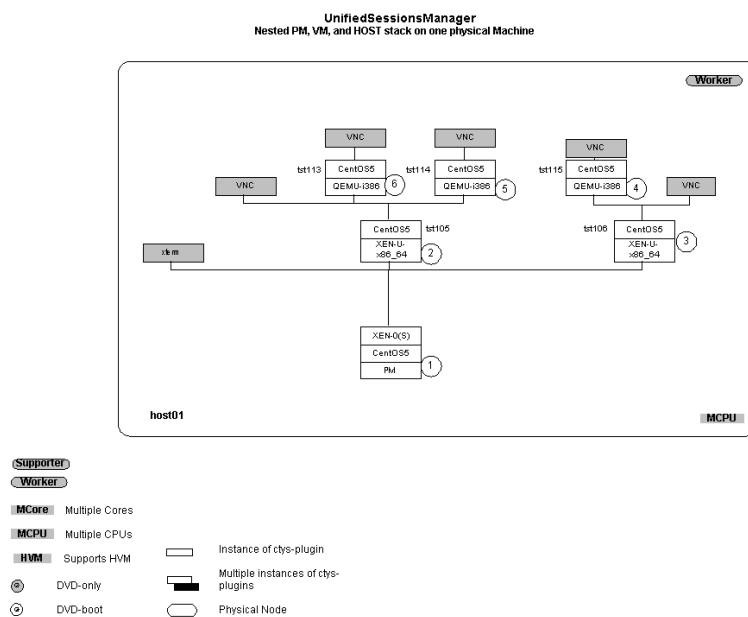 UnifiedSessionsManager
Nested PM, VM, and HOST stack on one physical Machine
Worker
VNC
VNC
VNC
tst113
CentOS5
QEMU-i386
6
tst114
CentOS5
QEMU-i386
5
tst115
CentOS5
QEMU-i386
4
VNC
VNC
CentOS5
XEN-U-
x86_64
tst105
2
tst106
CentOS5
XEN-U-
x86_64
3
xterm
XEN-0(S)
CentOS5
PM
1
host01
MCPU
Supporter
Worker
MCore Multiple Cores
MCPU Multiple CPUs
HVM Supports HVM
DVD-only
DVD-boot
Instance of ctys-plugin
Multiple instances of ctys-
plugins
Physical Node